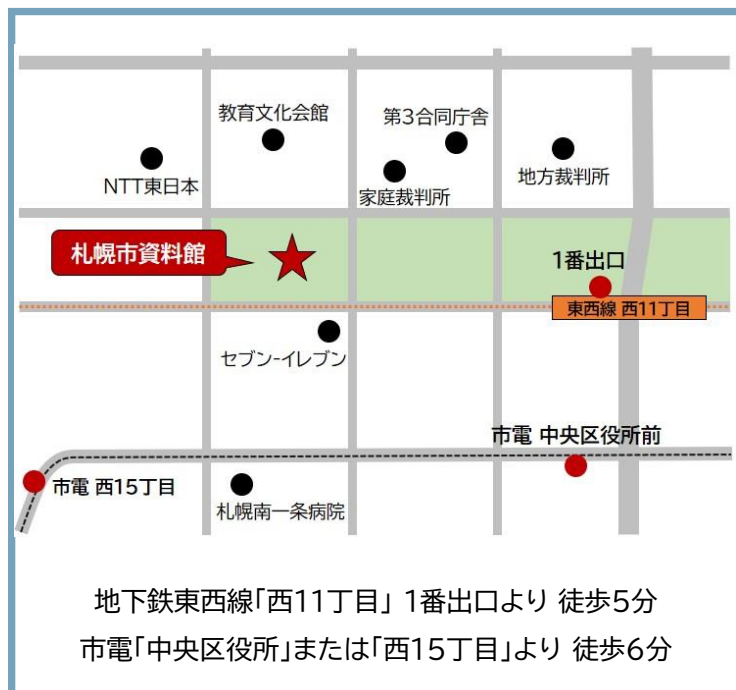 教育文化会館
第3合同庁舎
NTT東日本
家庭裁判所
地方裁判所
札幌市資料館
1番出口
東西線 西11丁目
セブン-イレブン
市電 中央区役所前
市電 西15丁目
札幌南一条病院
地下鉄東西線「西11丁目」 1番出口より 徒歩5分
市電「中央区役所」または「西15丁目」より 徒歩6分